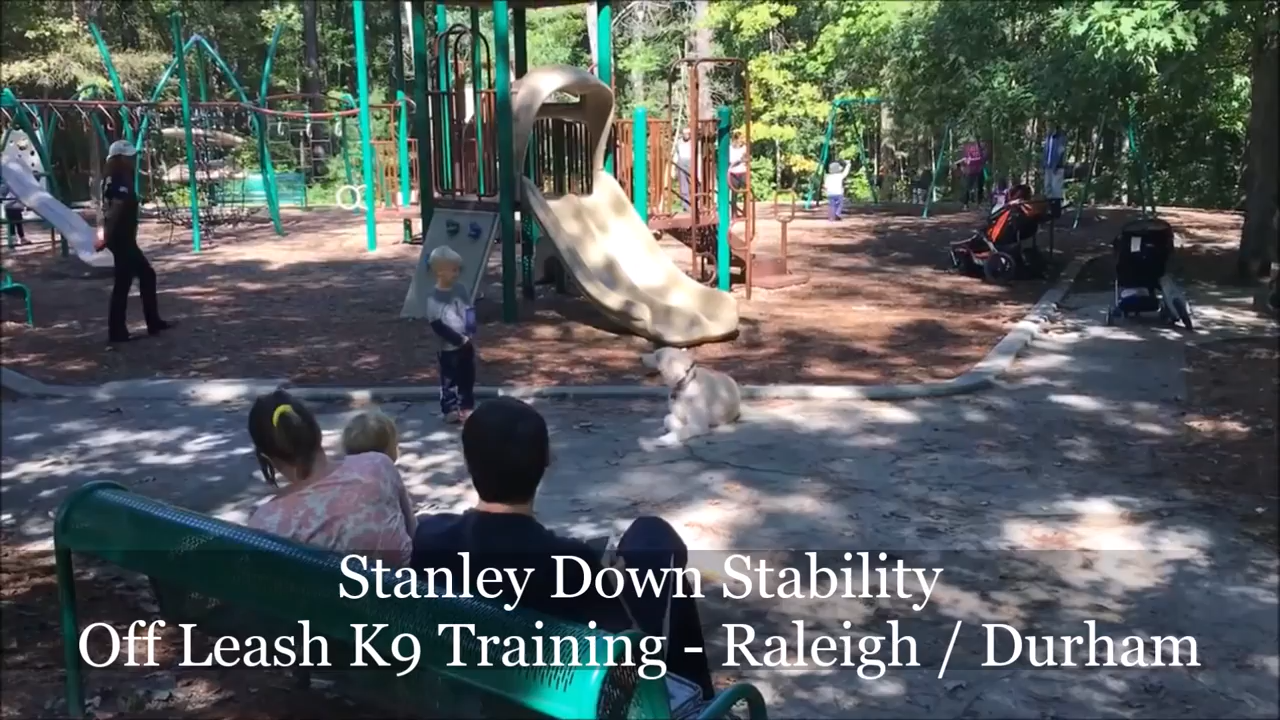 Stanley Down Stability
Off Leash K9 Training - Raleigh / Durham